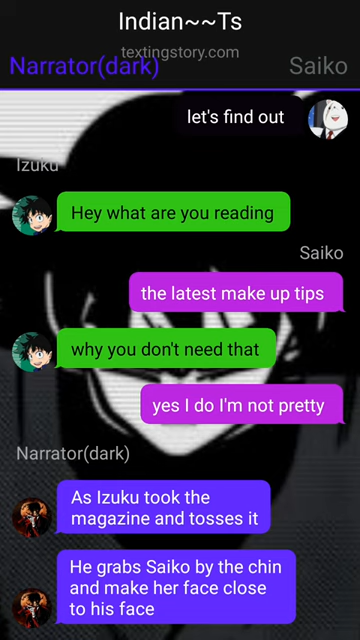 Indian~~Ts
textingstory.com
Narrator(dark)
Saiko
let's find out
Izuku
Hey what are you reading
Saiko
the latest make up tips
why you don't need that
yes I do I'm not pretty
Narrator(dark)
As Izuku took the
magazine and tosses it
He grabs Saiko by the chin
and make her face close
to his face